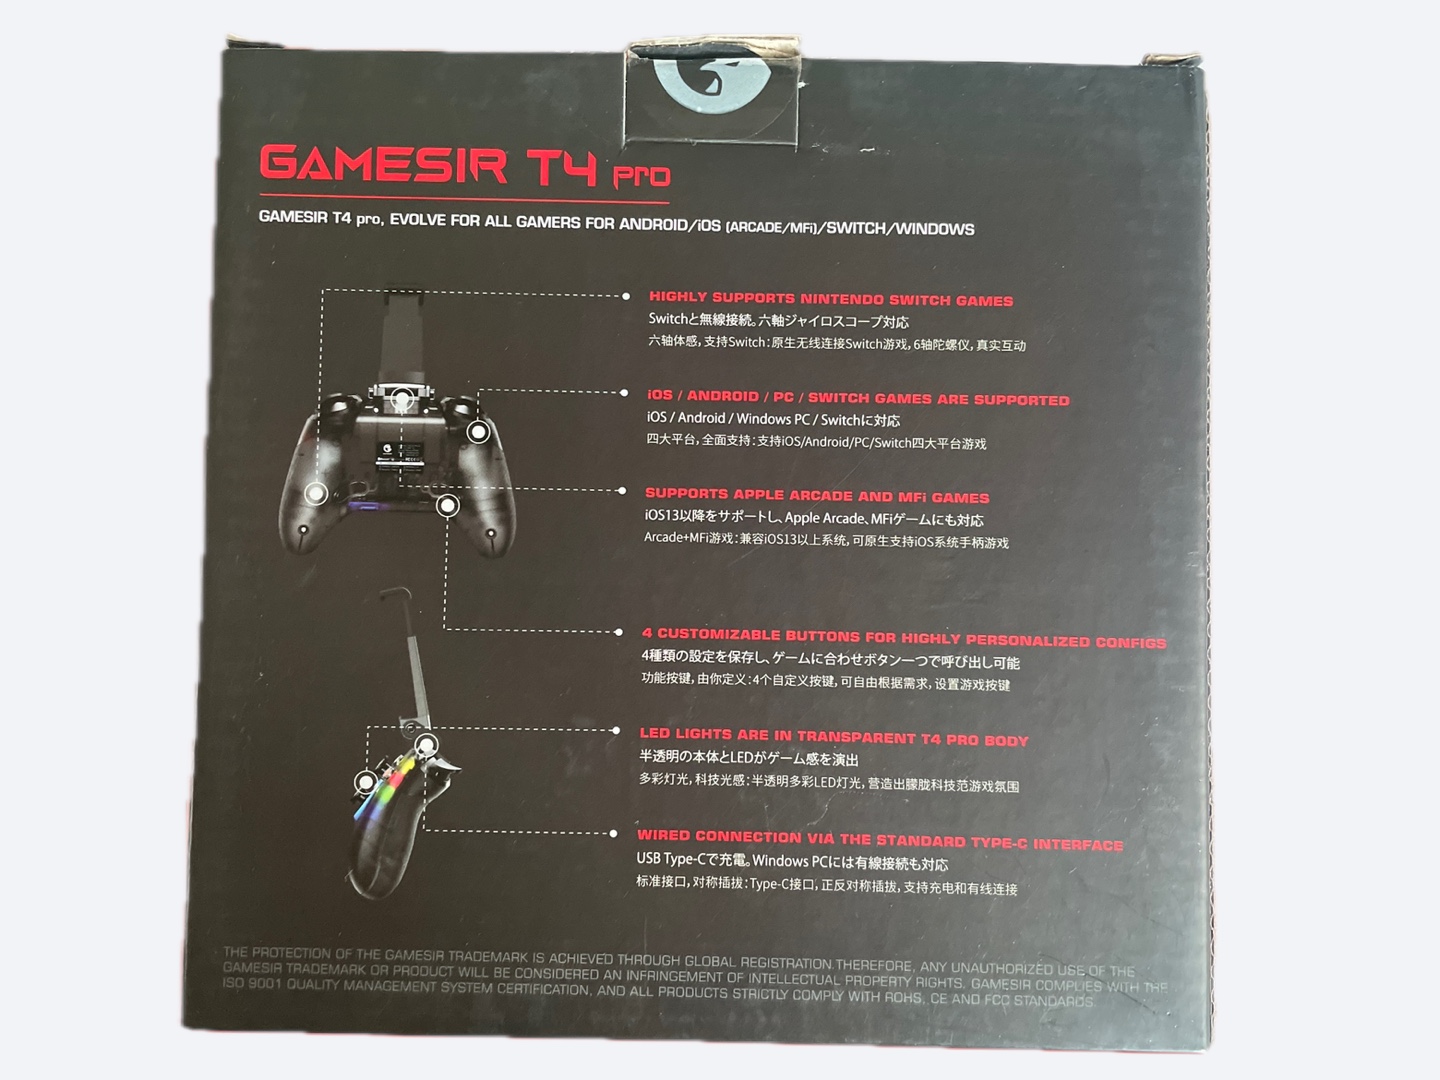 GAMESIR T4 pro
GAMESIR T4 pro, EVOLVE FOR ALL GAMERS FOR ANDROID/iOS (ARCADE/MFi)/SWITCH/WINDOWS
HIGHLY SUPPORTS NINTENDO SWITCH GAMES
Switchと無線接続。六軸ジャイロスコープ対応
六轴体感,支持Switch:原生无线连接Switch游戏,6轴陀螺仪,真实互动
iOS / ANDROID / PC / SWITCH GAMES ARE SUPPORTED
iOS / Android / Windows PC / Switchに対応
四大平台,全面支持:支持iOS/Android/PC/Switch四大平台游戏
SUPPORTS APPLE ARCADE AND MFi GAMES
iOS13以降をサポートし、Apple Arcade、MFiゲームにも対応
Arcade+MFi游戏:兼容iOS13以上系统,可原生支持iOS系统手柄游戏
4 CUSTOMIZABLE BUTTONS FOR HIGHLY PERSONALIZED CONFIGS
4種類の設定を保存し、ゲームに合わせボタン一つで呼び出し可能
功能按键,由你定义:4个自定义按键,可自由根据需求,设置游戏按键
LED LIGHTS ARE IN TRANSPARENT T4 PRO BODY
半透明の本体とLEDがゲーム感を演出
多彩灯光,科技光感:半透明多彩LED灯光,营造出朦胧科技范游戏氛围
WIRED CONNECTION VIA THE STANDARD TYPE-C INTERFACE
USB Type-Cで充電。Windows PCには有線接続も対応
标准接口,对称插拔:Type-C接口,正反对称插拔,支持充电和有线连接
THE PROTECTION OF THE GAMESIR TRADEMARK IS ACHIEVED THROUGH GLOBAL REGISTRATION.THEREFORE, ANY UNAUTHORIZED USE OF THE
GAMESIR TRADEMARK OR PRODUCT WILL BE CONSIDERED AN INFRINGEMENT OF INTELLECTUAL PROPERTY RIGHTS. GAMESIR COMPLIES WITH THE
ISO 9001 QUALITY MANAGEMENT SYSTEM CERTIFICATION, AND ALL PRODUCTS STRICTLY COMPLY WITH ROHS, CE AND FCC STANDARDS.